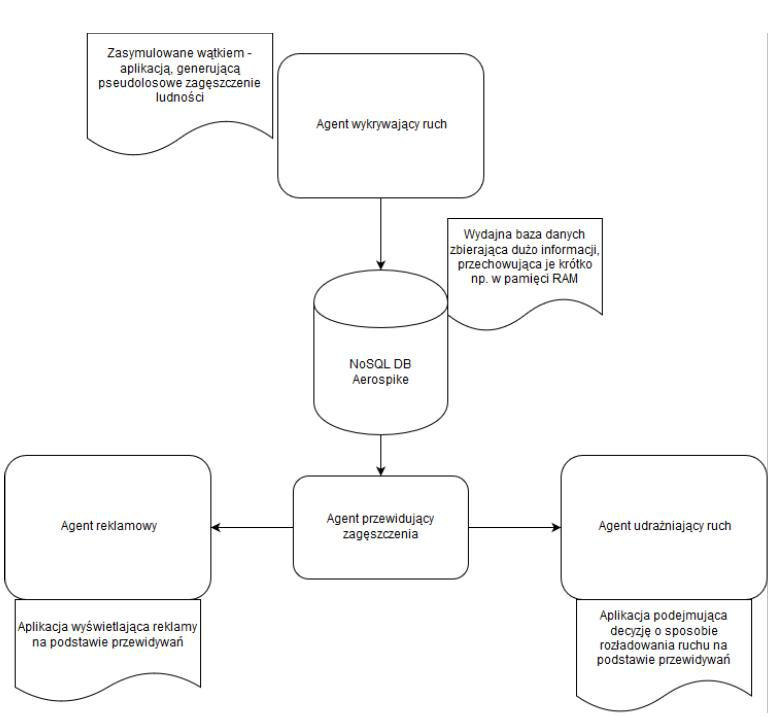 Zasymulowane wątkiem -
aplikacją, generującą
pseudolosowe zagęszczenie
ludności
Agent wykrywający ruch
Wydajna baza danych
zbierająca dużo informacji,
przechowująca je krótko
np. w pamięci RAM
NoSQL DB
Aerospike
Agent reklamowy
Agent przewidujący
zagęszczenia
Agent udrażniający ruch
Aplikacja wyświetlająca reklamy
na podstawie przewidywań
Aplikacja podejmująca
decyzję o sposobie
rozładowania ruchu na
podstawie przewidywań